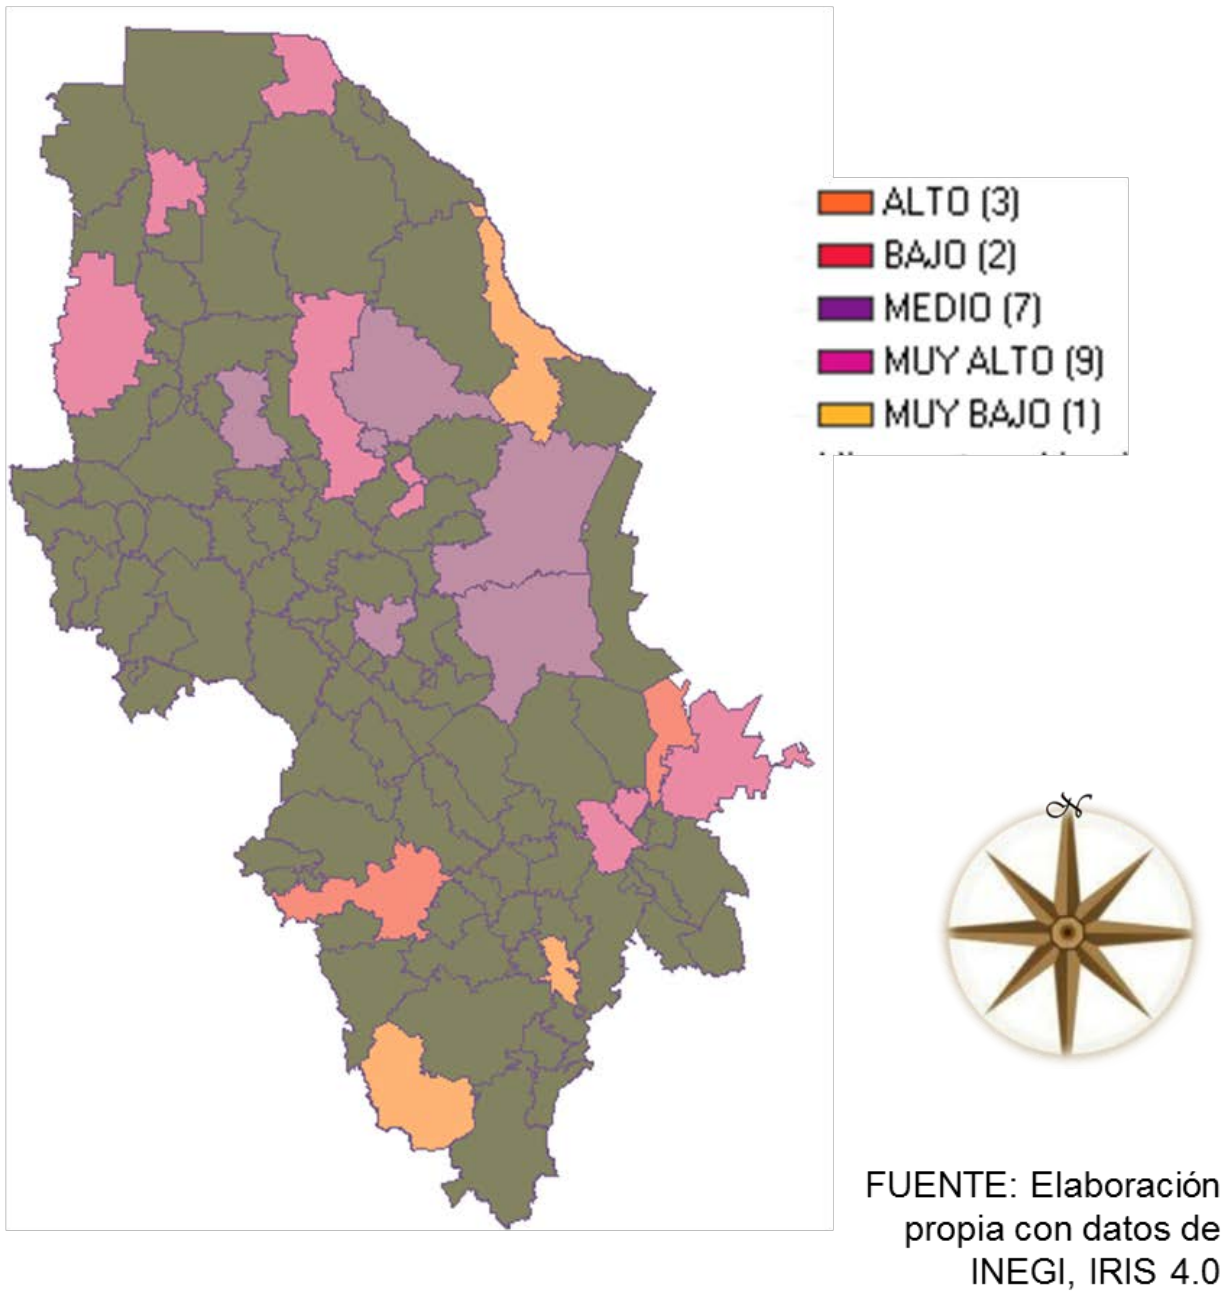 ALTO (3)
BAJO (2)
MEDIO (7)
MUY ALTO (9)
MUY BAJO (1)
N
FUENTE: Elaboración
propia con datos de
INEGI, IRIS 4.0